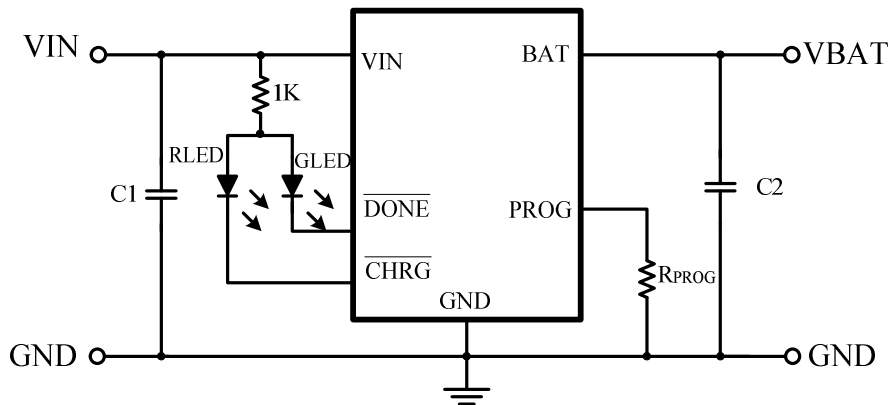 VIN
VIN
BAT
VBAT
1K
RLED
GLED
C1
DONE
PROG
C2
CHRG
RPROG
GND
GND
GND